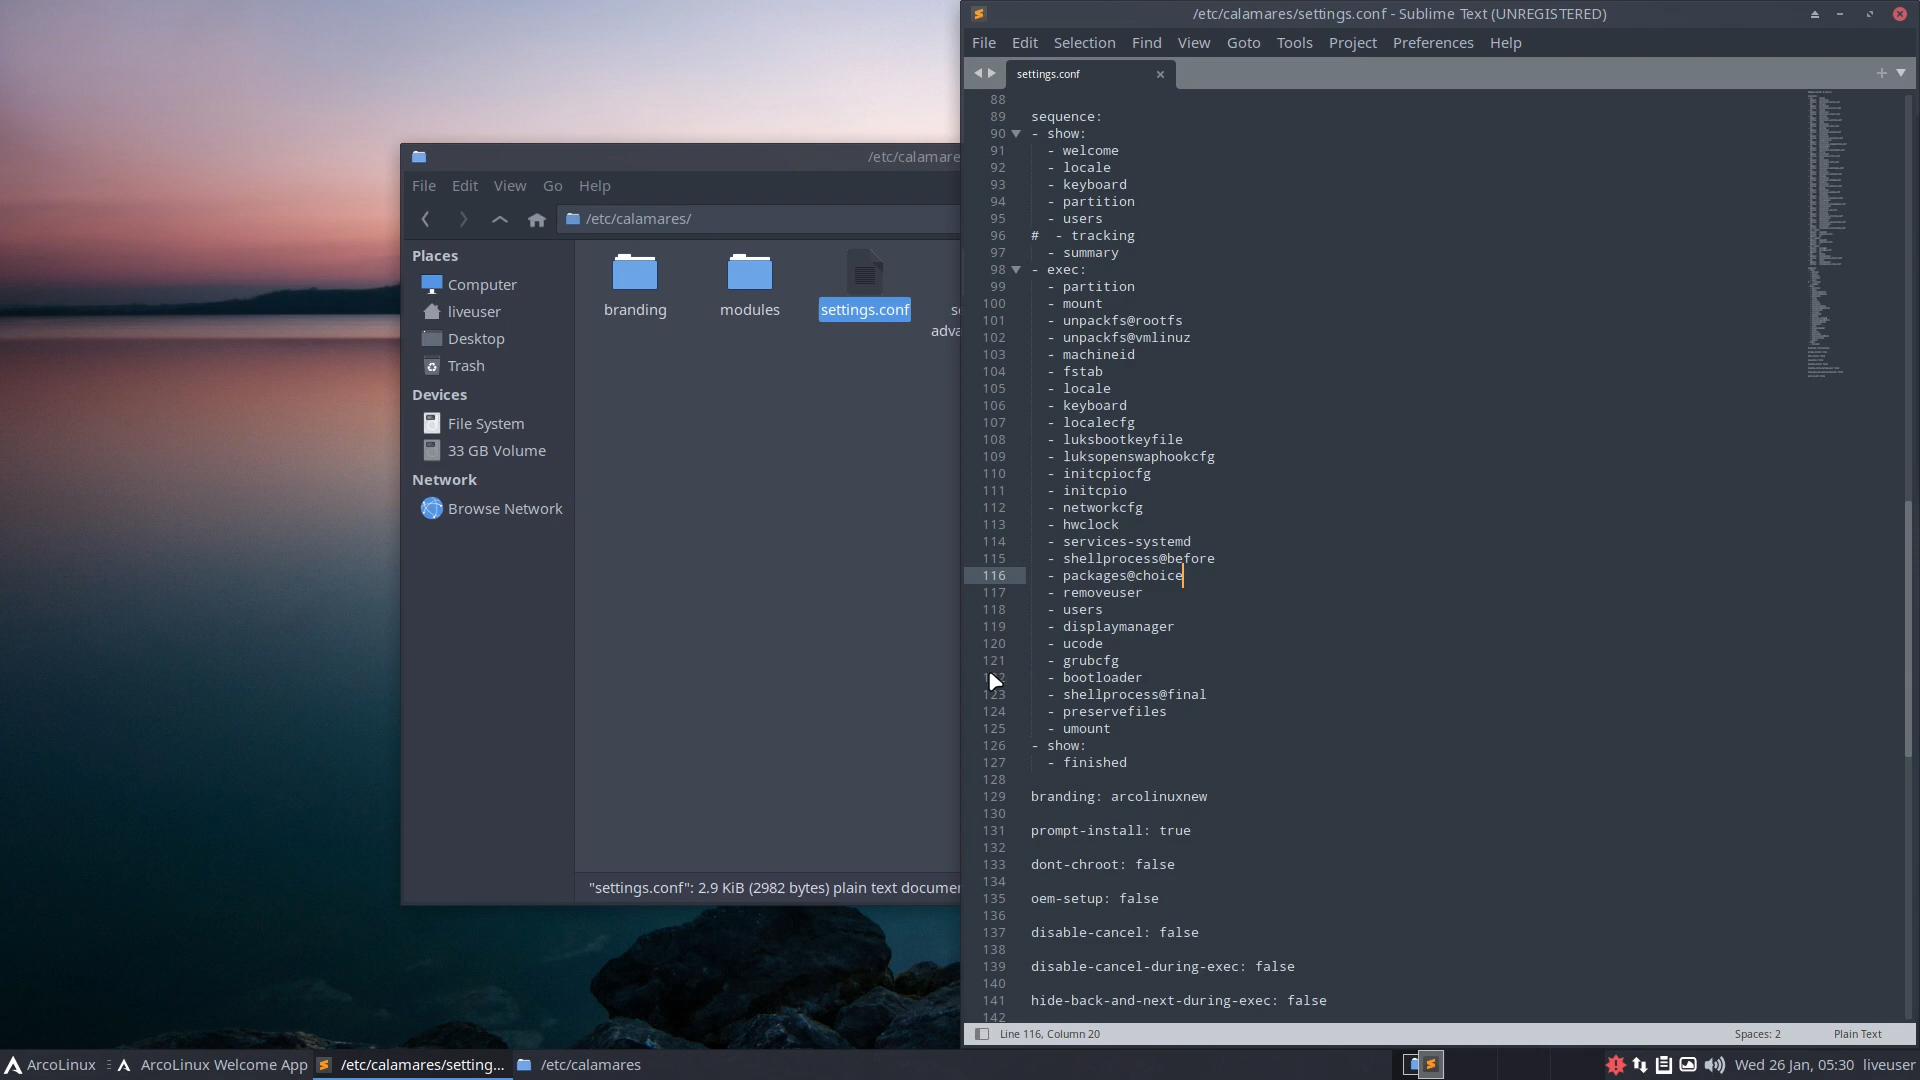 /etc/calamares/settings.conf - Sublime Text (UNREGISTERED)
File Edit Selection Find View Goto Tools Project Preferences Help
settings.conf
88
89 sequence:
90 - show:
91 - welcome
92 - locale
93 - keyboard
94 - partition
95 - users
96 # - tracking
97 - summary
98 - exec:
99 - partition
100 - mount
101 - unpackfs@rootfs
102 - unpackfs@vmlinuz
103 - machineid
104 - fstab
105 - locale
106 - keyboard
107 - localecfg
108 - luksbootkeyfile
109 - luksopenswaphookcfg
110 - initcpiocfg
111 - initcpio
112 - networkcfg
113 - hwclock
114 - services-systemd
115 - shellprocess@before
116 - packages@choice
117 - removeuser
118 - users
119 - displaymanager
120 - ucode
121 - grubcfg
- bootloader
123 - shellprocess@final
124 - preservefiles
125 - umount
126 - show:
127 - finished
128
129 branding: arcolinuxnew
130
131 prompt-install: true
132
133 dont-chroot: false
134
135 oem-setup: false
136
137 disable-cancel: false
138
139 disable-cancel-during-exec: false
140
141 hide-back-and-next-during-exec: false
142
Line 116, Column 20
Spaces: 2
Plain Text
/etc/calamare
File Edit View Go Help
/etc/calamares/
Places
Computer
liveuser
Desktop
Trash
Devices
File System
33 GB Volume
Network
Browse Network
branding
modules
settings.conf
"settings.conf": 2.9 KiB (2982 bytes) plain text docume
ArcoLinux
ArcoLinux Welcome App
/etc/calamares/setting...
/etc/calamares
Wed 26 Jan, 05:30
liveuser